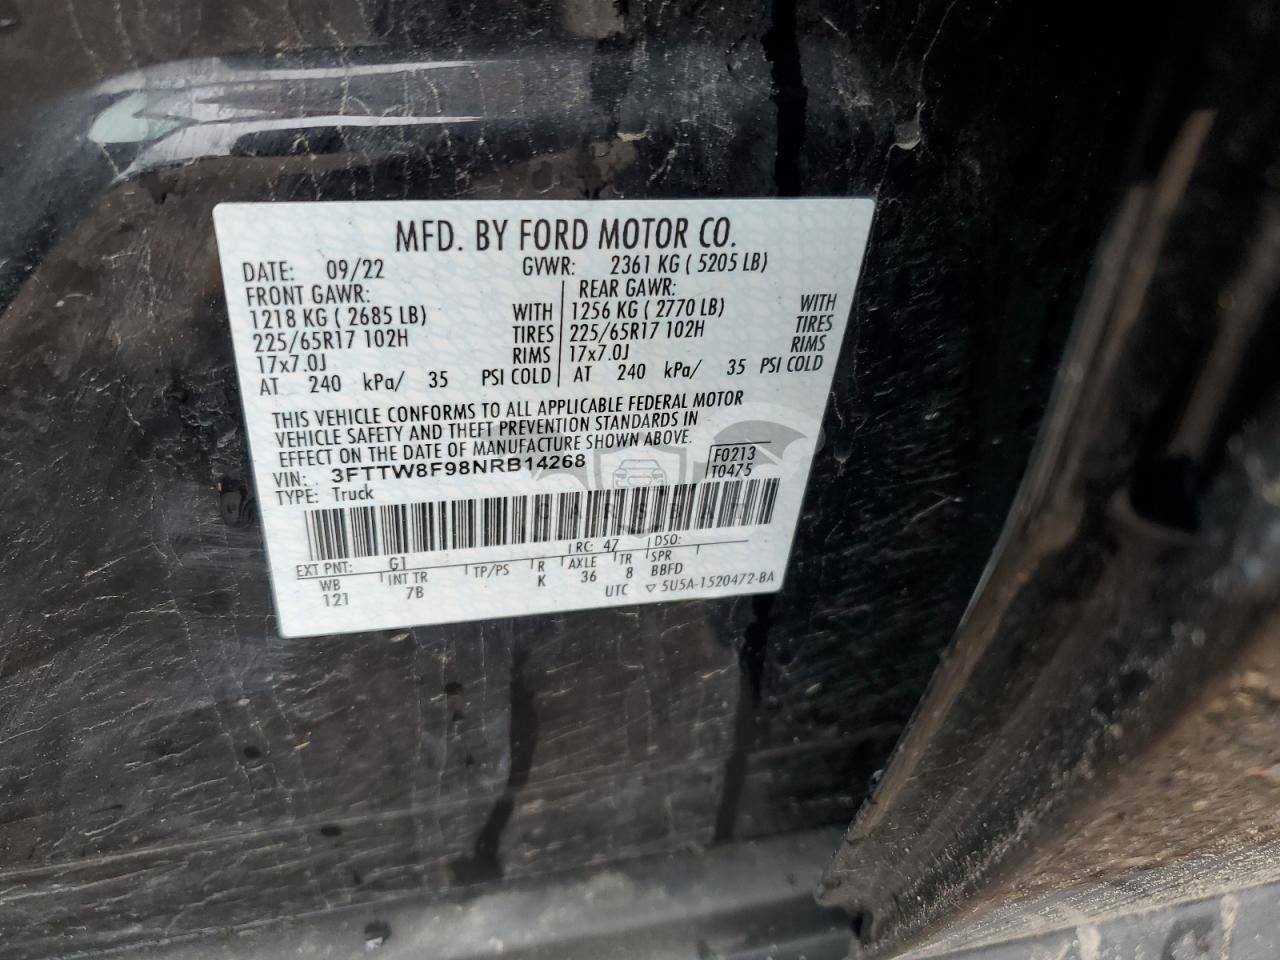 MFD. BY FORD MOTOR CO.
DATE: 09/22 GVWR: 2361 KG ( 5205 LB)
FRONT GAWR: REAR GAWR:
1218 KG ( 2685 LB) WITH 1256 KG ( 2770 LB) WITH
225/65R17 102H TIRES 225/65R17 102H TIRES
17x7.0J RIMS 17x7.0J RIMS
AT 240 kPa/ 35 PSI COLD AT 240 kPa/ 35 PSI COLD
THIS VEHICLE CONFORMS TO ALL APPLICABLE FEDERAL MOTOR
VEHICLE SAFETY AND THEFT PREVENTION STANDARDS IN
EFFECT ON THE DATE OF MANUFACTURE SHOWN ABOVE.
VIN: 3FTTW8F98NRB14268 F0213
TYPE: Truck T0475
EXT PNT: G1 RC: 47 DSO:
WB INT TR TP/PS R AXLE TR SPR
121 7B K 36 8 BBFD
UTC ▽ 5U5A-1520472-BA